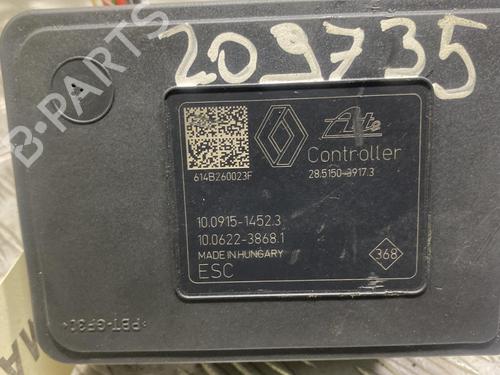 209735
B-PARTS
Ate
Controller
614B260023F
28.5150-3917.3
10.0915-1452.3
10.0622-3868.1
MADE IN HUNGARY
ESC
368
>PBT-GF30<